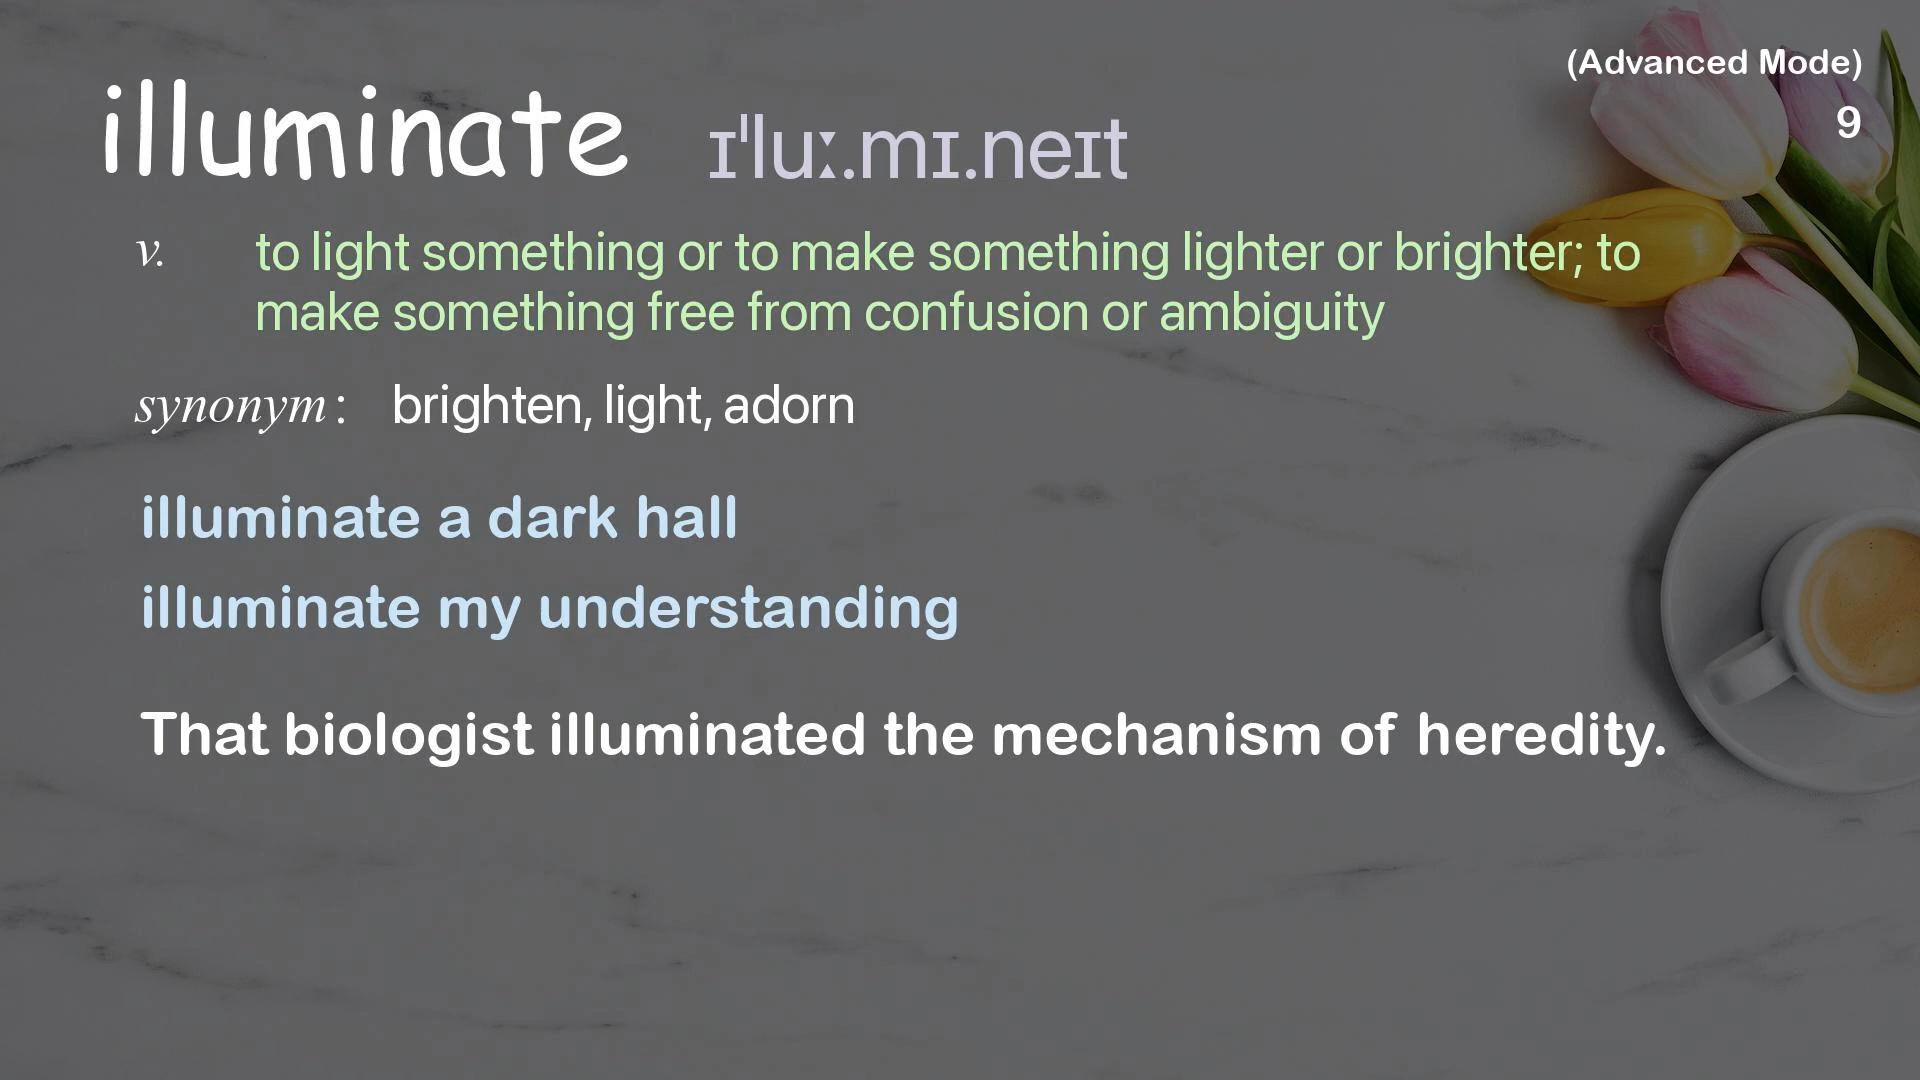 (Advanced Mode)
9
illuminate ɪˈluː.mɪ.neɪt
v. to light something or to make something lighter or brighter; to
make something free from confusion or ambiguity
synonym : brighten, light, adorn
illuminate a dark hall
illuminate my understanding
That biologist illuminated the mechanism of heredity.